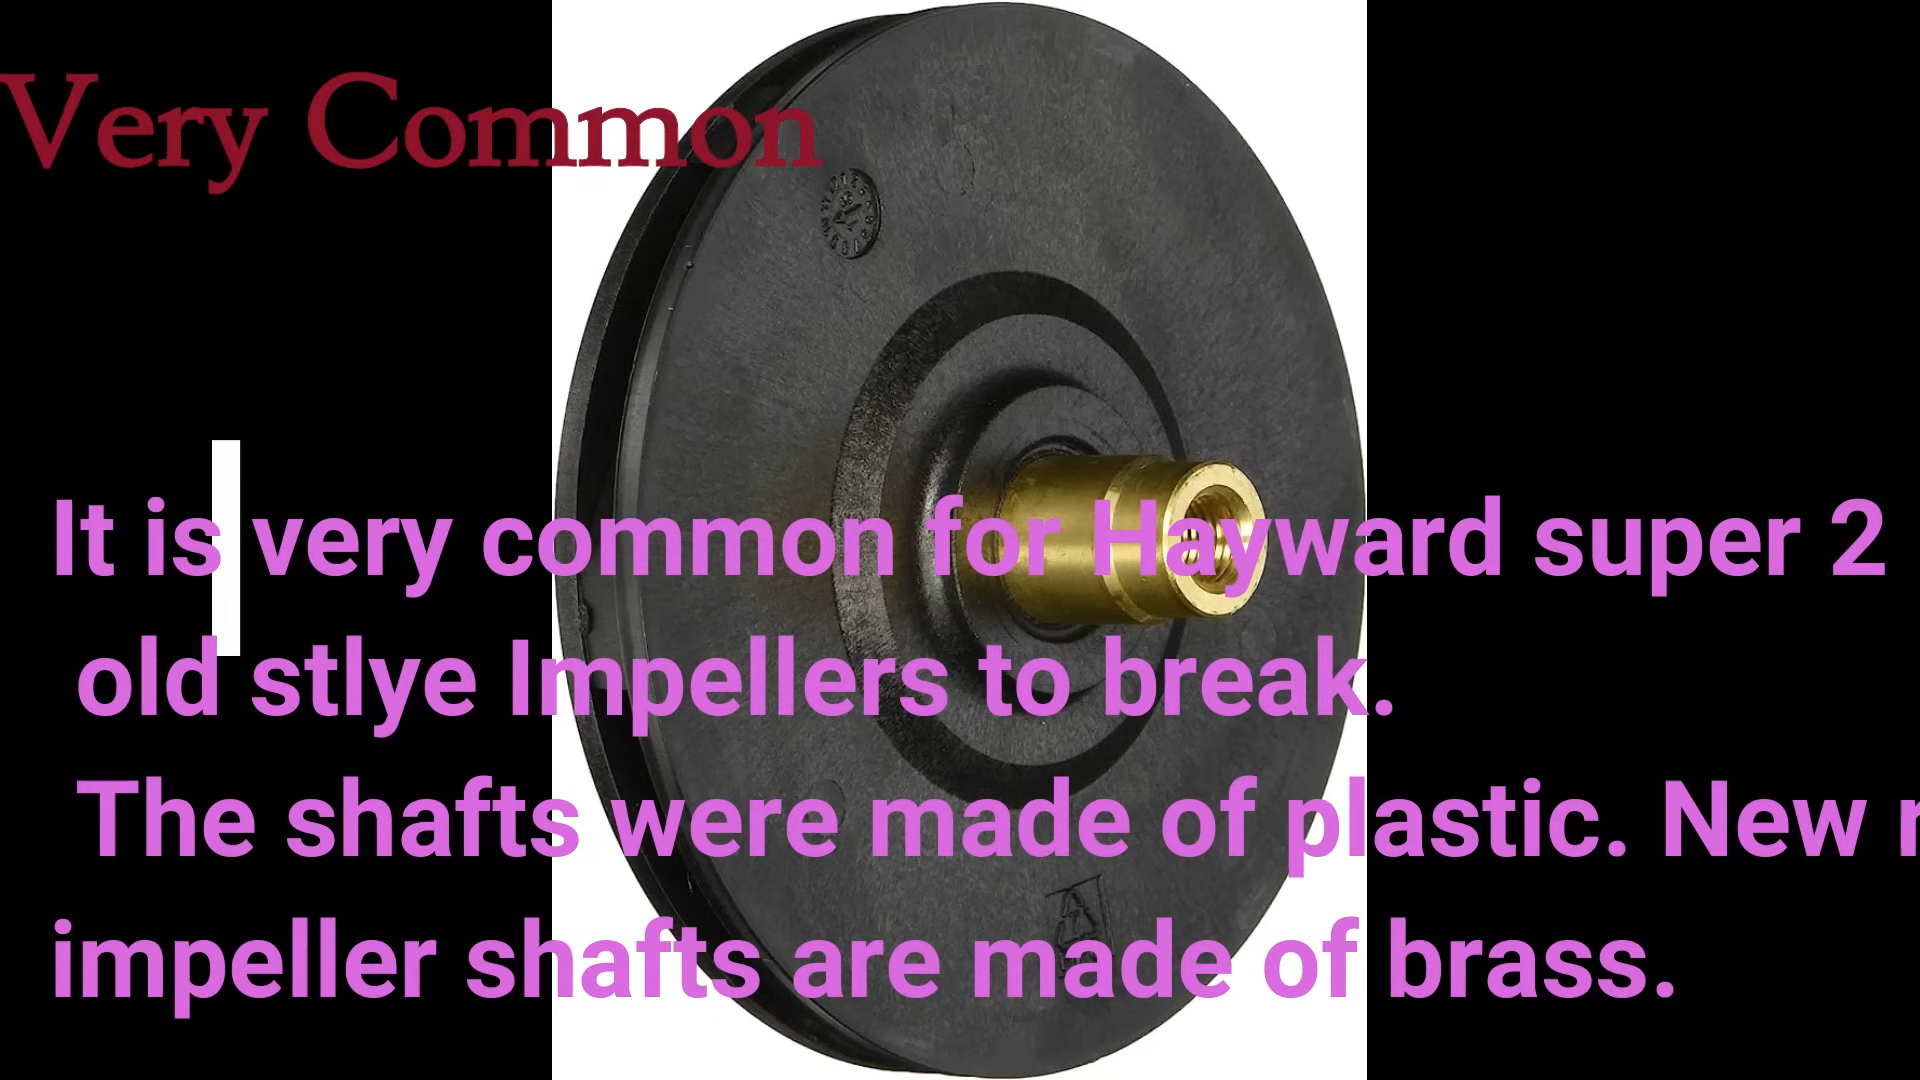 Very Common
It is very common for Hayward super 2
old stlye Impellers to break.
The shafts were made of plastic. New
impeller shafts are made of brass.